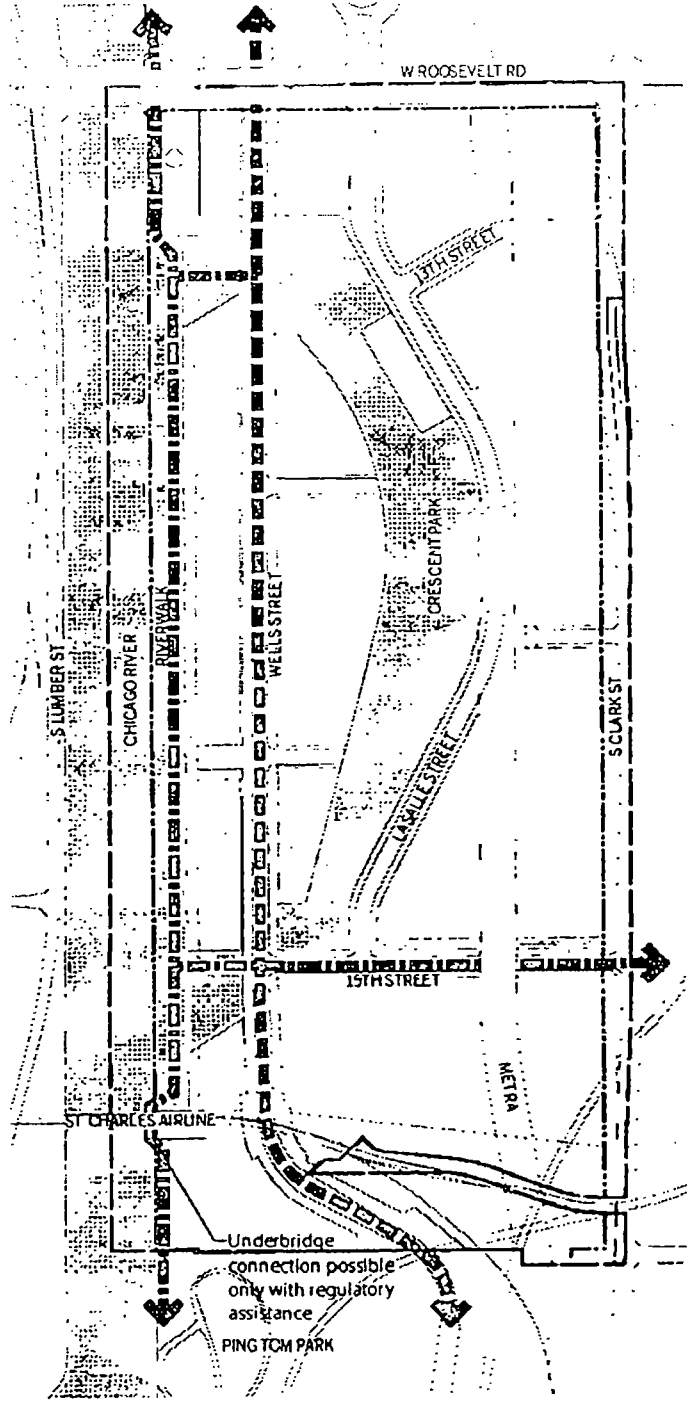 W ROOSEVELT RD
13TH STREET
CRESCENT PARK
S LUMBER ST
CHICAGO RIVER
RIVERWALK
WELLS STREET
LASALLE STREET
S CLARK ST
15TH STREET
METRA
ST CHARLES AIRLINE
Underbridge
connection possible
only with regulatory
assistance
PING TOM PARK